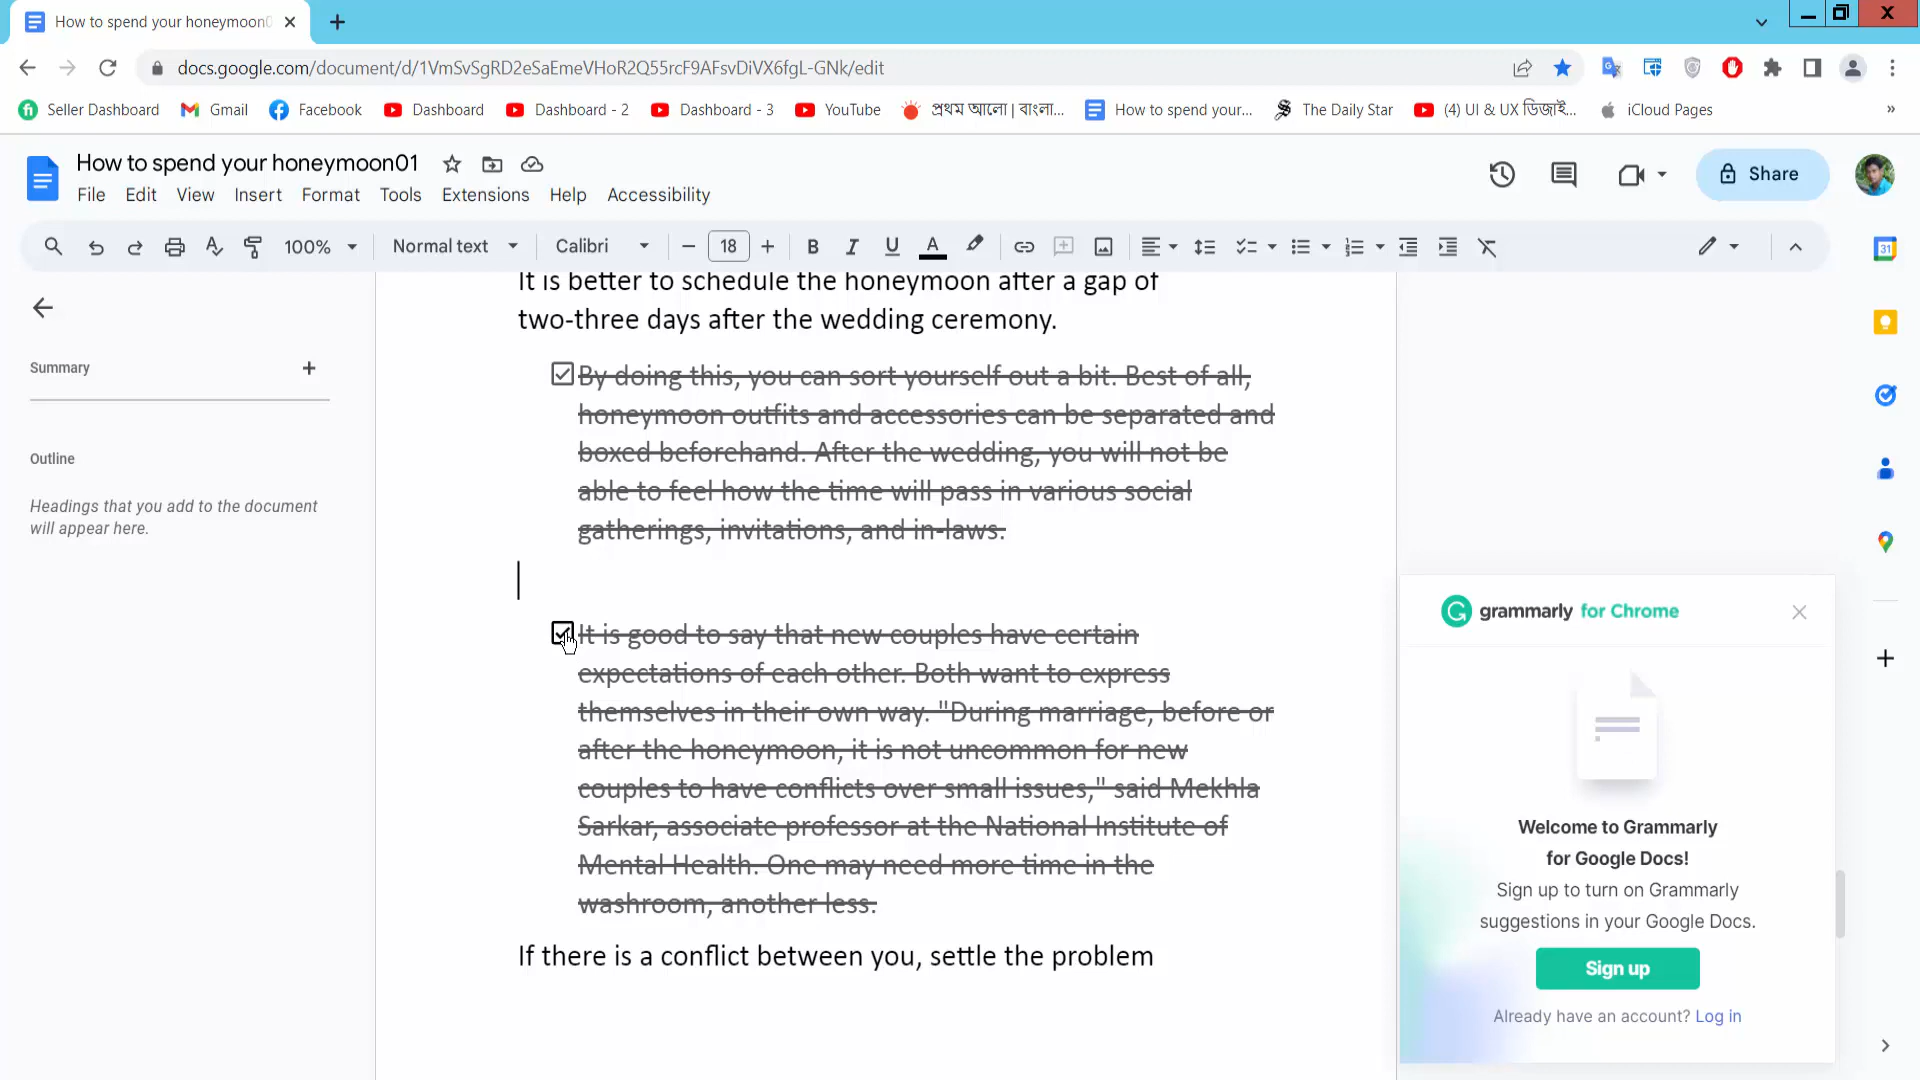 How to spend your honeymoon0
docs.google.com/document/d/1VmSvSgRD2eSaEmeVHoR2Q55rcF9AFsvDiVX6fgL-GNk/edit
Seller Dashboard
Gmail
Facebook
Dashboard
Dashboard - 2
Dashboard - 3
YouTube
প্রথম আলো | বাংলা...
How to spend your...
The Daily Star
(4) UI & UX ডিজাই...
iCloud Pages
»
How to spend your honeymoon01
File Edit View Insert Format Tools Extensions Help Accessibility
Share
100%
Normal text
Calibri
18
Summary
Outline
Headings that you add to the document
will appear here.
It is better to schedule the honeymoon after a gap of
two-three days after the wedding ceremony.
By doing this, you can sort yourself out a bit. Best of all,
honeymoon outfits and accessories can be separated and
boxed beforehand. After the wedding, you will not be
able to feel how the time will pass in various social
gatherings, invitations, and in-laws.
It is good to say that new couples have certain
expectations of each other. Both want to express
themselves in their own way. "During marriage, before or
after the honeymoon, it is not uncommon for new
couples to have conflicts over small issues," said Mekhla
Sarkar, associate professor at the National Institute of
Mental Health. One may need more time in the
washroom, another less.
If there is a conflict between you, settle the problem
31
grammarly for Chrome
Welcome to Grammarly
for Google Docs!
Sign up to turn on Grammarly
suggestions in your Google Docs.
Sign up
Already have an account? Log in